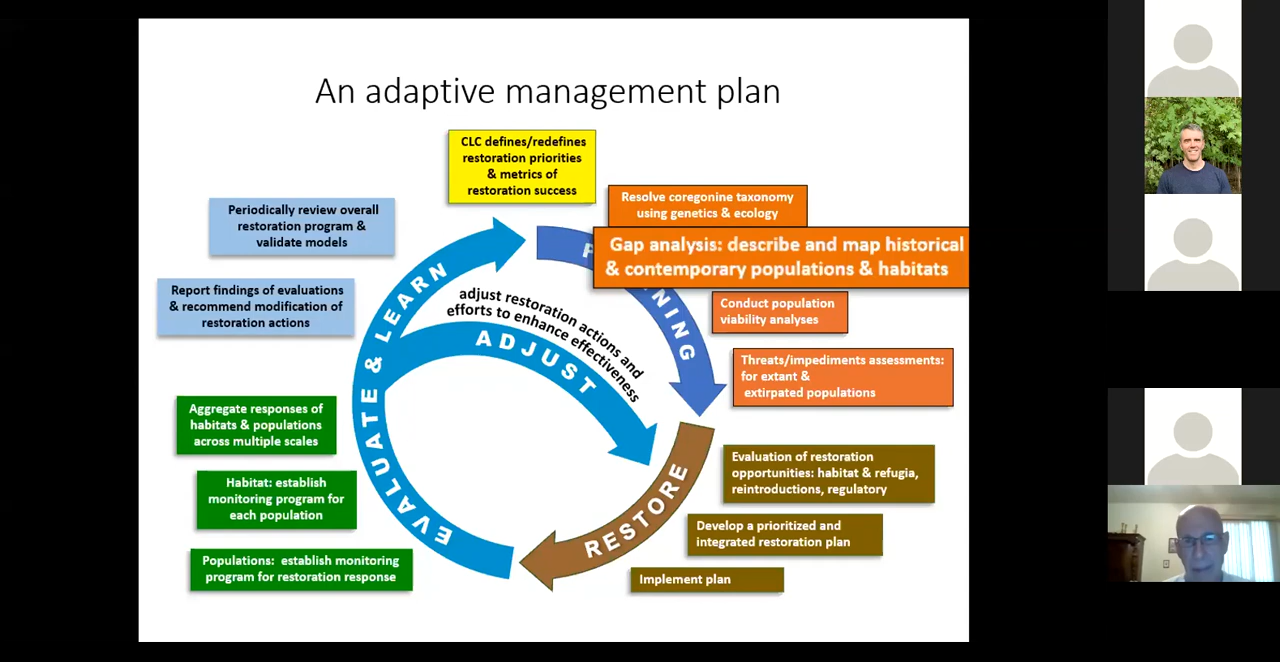 An adaptive management plan
CLC defines/redefines
restoration priorities
& metrics of
restoration success
Resolve coregonine taxonomy
using genetics & ecology
Gap analysis: describe and map historical
& contemporary populations & habitats
Conduct population
viability analyses
Threats/impediments assessments:
for extant &
extirpated populations
Evaluation of restoration
opportunities: habitat & refugia,
reintroductions, regulatory
Develop a prioritized and
integrated restoration plan
Implement plan
Populations: establish monitoring
program for restoration response
Habitat: establish
monitoring program for
each population
Aggregate responses of
habitats & populations
across multiple scales
Report findings of evaluations
& recommend modification of
restoration actions
Periodically review overall
restoration program &
validate models
NING
RESTORE
EVALUATE & LEARN
ADJUST
adjust restoration actions and
efforts to enhance effectiveness